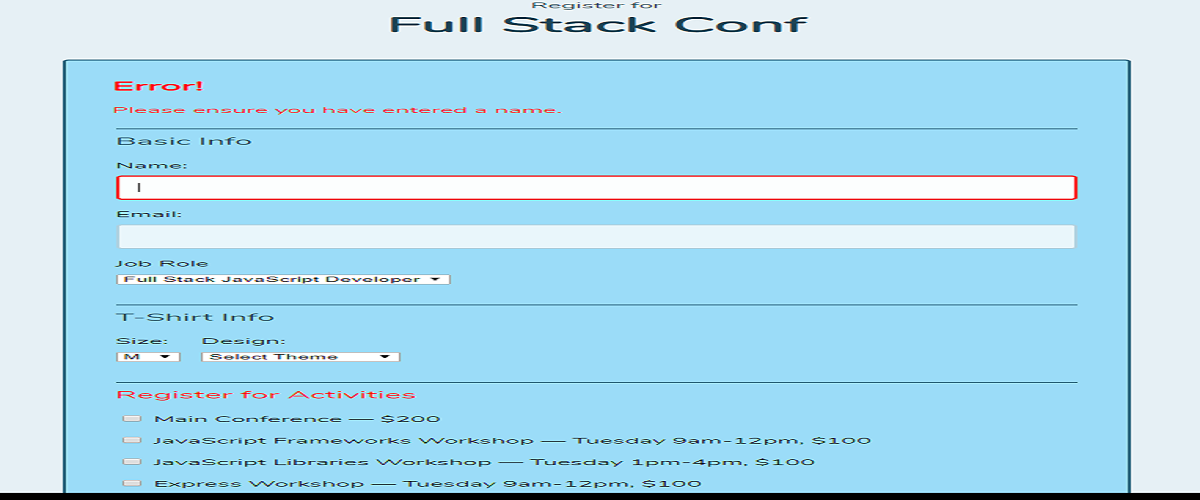 Register for
Full Stack Conf
Error!
Please ensure you have entered a name.
Basic Info
Name:
Email:
Job Role
Full Stack JavaScript Developer
T-Shirt Info
Size: Design:
M Select Theme
Register for Activities
Main Conference — $200
JavaScript Frameworks Workshop — Tuesday 9am-12pm, $100
JavaScript Libraries Workshop — Tuesday 1pm-4pm, $100
Express Workshop — Tuesday 9am-12pm, $100